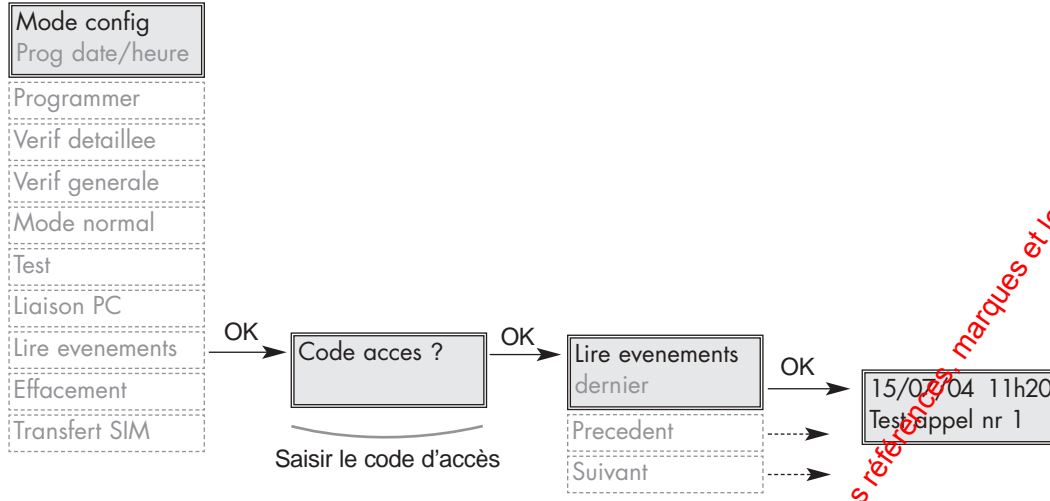 Mode config
Prog date/heure
Programmer
Verif detaillee
Verif generale
Mode normal
Test
Liaison PC
Lire evenements
Effacement
Transfert SIM
OK
Code acces ?
Saisir le code d'accès
OK
Lire evenements
dernier
Precedent
Suivant
OK
15/07/04 11h20
Test appel nr 1
s références, marques et l